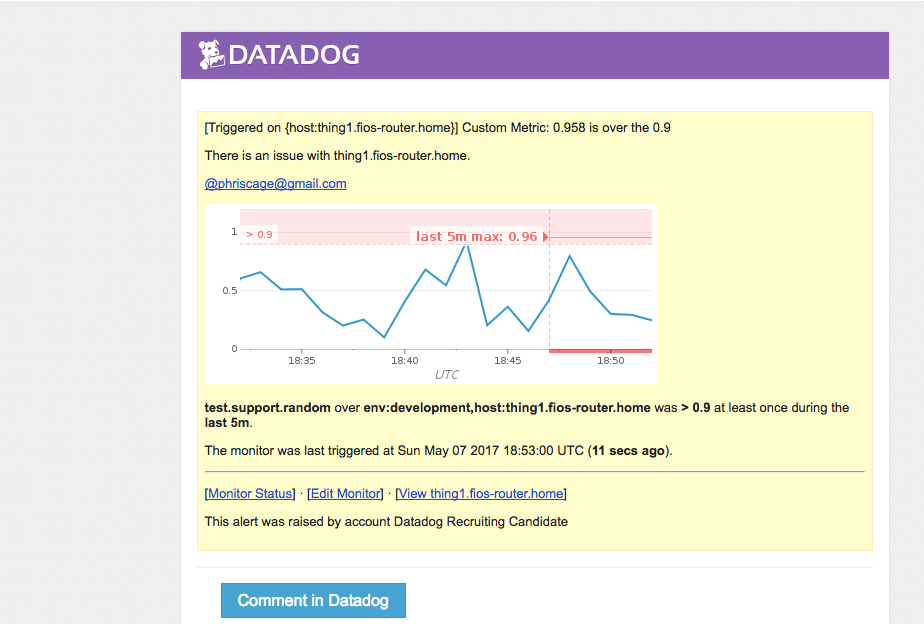 DATADOG
[Triggered on {host:thing1.fios-router.home}] Custom Metric: 0.958 is over the 0.9
There is an issue with thing1.fios-router.home.
@phriscage@gmail.com
1
> 0.9
last 5m max: 0.96
0.5
0
18:35 18:40 18:45 18:50
UTC
test.support.random over env:development,host:thing1.fios-router.home was > 0.9 at least once during the
last 5m.
The monitor was last triggered at Sun May 07 2017 18:53:00 UTC (11 secs ago).
[Monitor Status] · [Edit Monitor] · [View thing1.fios-router.home]
This alert was raised by account Datadog Recruiting Candidate
Comment in Datadog